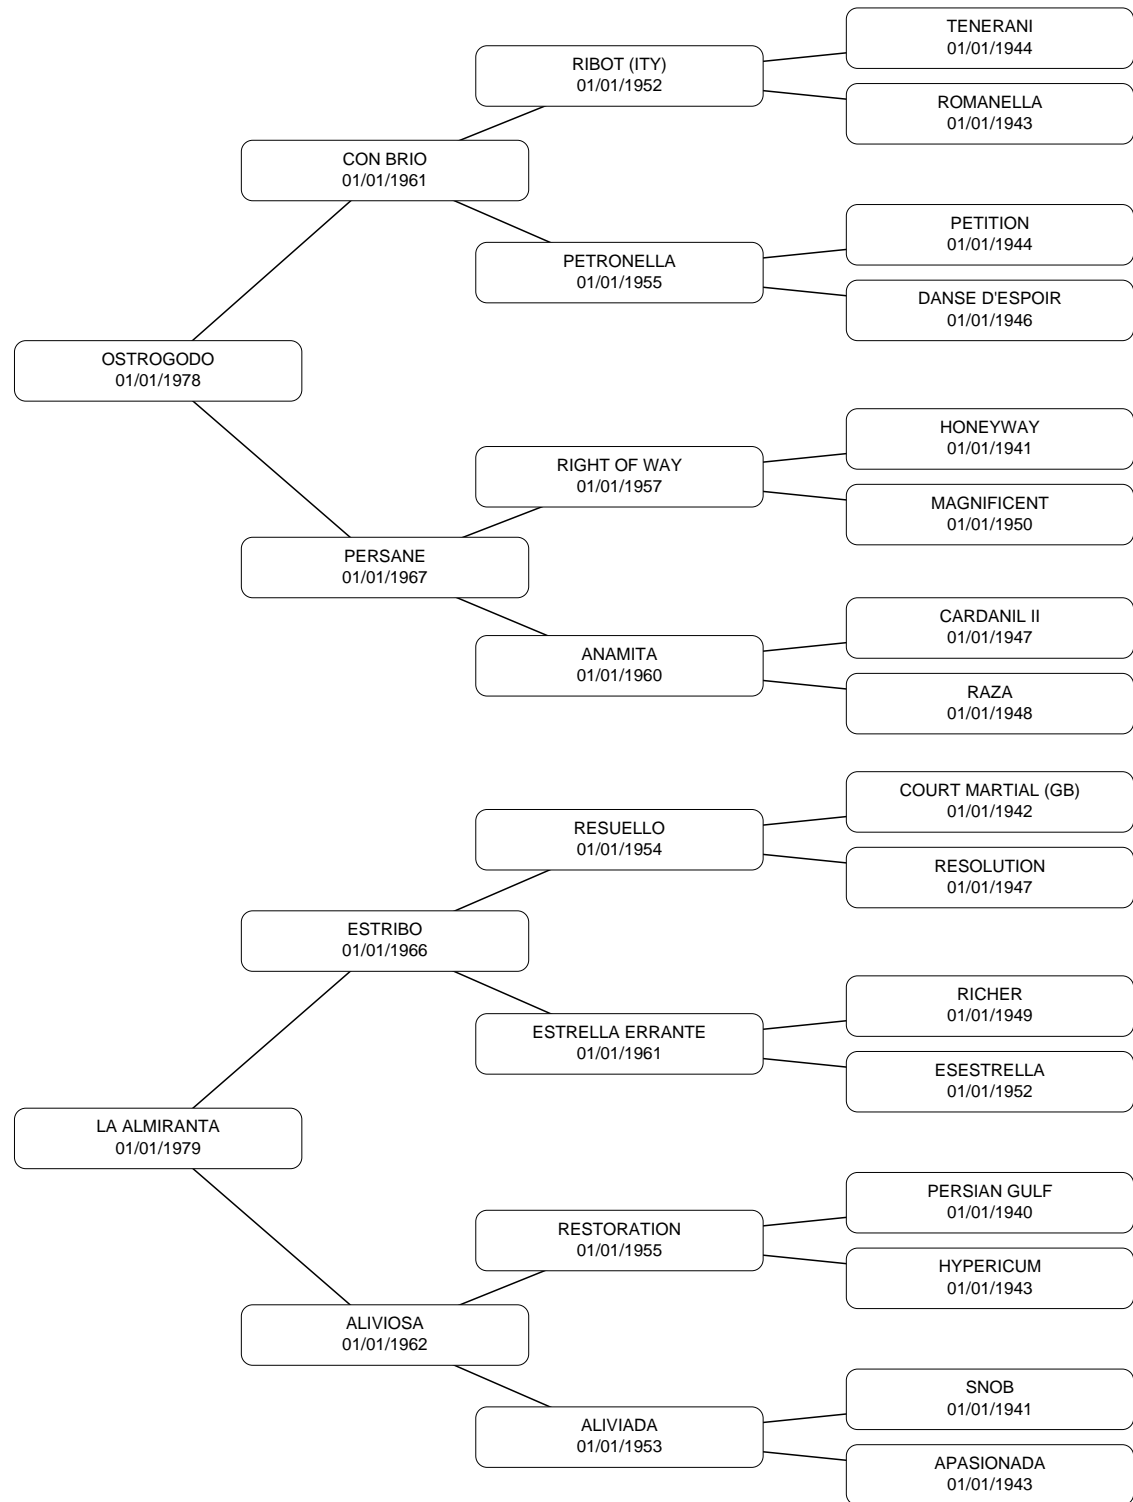 TENERANI
01/01/1944
RIBOT (ITY)
01/01/1952
ROMANELLA
01/01/1943
CON BRIO
01/01/1961
PETITION
01/01/1944
PETRONELLA
01/01/1955
DANSE D'ESPOIR
01/01/1946
OSTROGODO
01/01/1978
HONEYWAY
01/01/1941
RIGHT OF WAY
01/01/1957
MAGNIFICENT
01/01/1950
PERSANE
01/01/1967
CARDANIL II
01/01/1947
ANAMITA
01/01/1960
RAZA
01/01/1948
COURT MARTIAL (GB)
01/01/1942
RESUELLO
01/01/1954
RESOLUTION
01/01/1947
ESTRIBO
01/01/1966
RICHER
01/01/1949
ESTRELLA ERRANTE
01/01/1961
ESESTRELLA
01/01/1952
LA ALMIRANTA
01/01/1979
PERSIAN GULF
01/01/1940
RESTORATION
01/01/1955
HYPERICUM
01/01/1943
ALIVIOSA
01/01/1962
SNOB
01/01/1941
ALIVIADA
01/01/1953
APASIONADA
01/01/1943